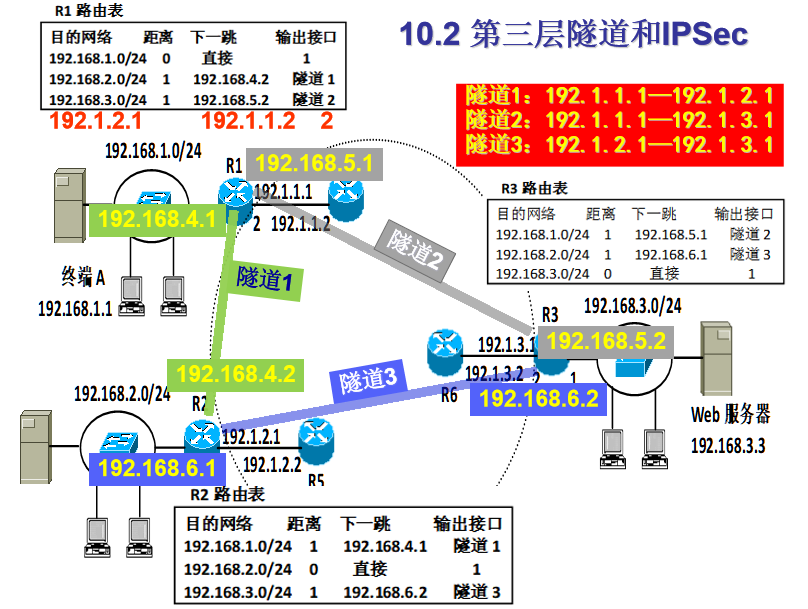 R1 路由表
目的网络 距离 下一跳 输出接口
192.168.1.0/24 0 直接 1
192.168.2.0/24 1 192.168.4.2 隧道 1
192.168.3.0/24 1 192.168.5.2 隧道 2
192.1.2.1 192.1.1.2 2
10.2 第三层隧道和IPSec
隧道1：192.1.1.1—192.1.2.1
隧道2：192.1.1.1—192.1.3.1
隧道3：192.1.2.1—192.1.3.1
192.168.1.0/24
R1
192.168.5.1
192.1.1.1
192.168.4.1
2 192.1.1.2
R3 路由表
目的网络 距离 下一跳 输出接口
192.168.1.0/24 1 192.168.5.1 隧道 2
192.168.2.0/24 1 192.168.6.1 隧道 3
192.168.3.0/24 0 直接 1
隧道2
终端 A
192.168.1.1
隧道1
R3
192.168.3.0/24
192.1.3.1
192.168.5.2
192.1.3.2
2
1
R6
192.168.4.2
隧道3
192.168.6.2
192.168.2.0/24
R2
Web 服务器
192.168.3.3
192.1.2.1
192.168.6.1
192.1.2.2
R5
R2 路由表
目的网络 距离 下一跳 输出接口
192.168.1.0/24 1 192.168.4.1 隧道 1
192.168.2.0/24 0 直接 1
192.168.3.0/24 1 192.168.6.2 隧道 3